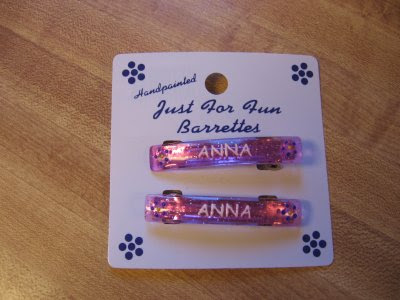 Handpainted
Just For Fun
Barrettes
ANNA
ANNA